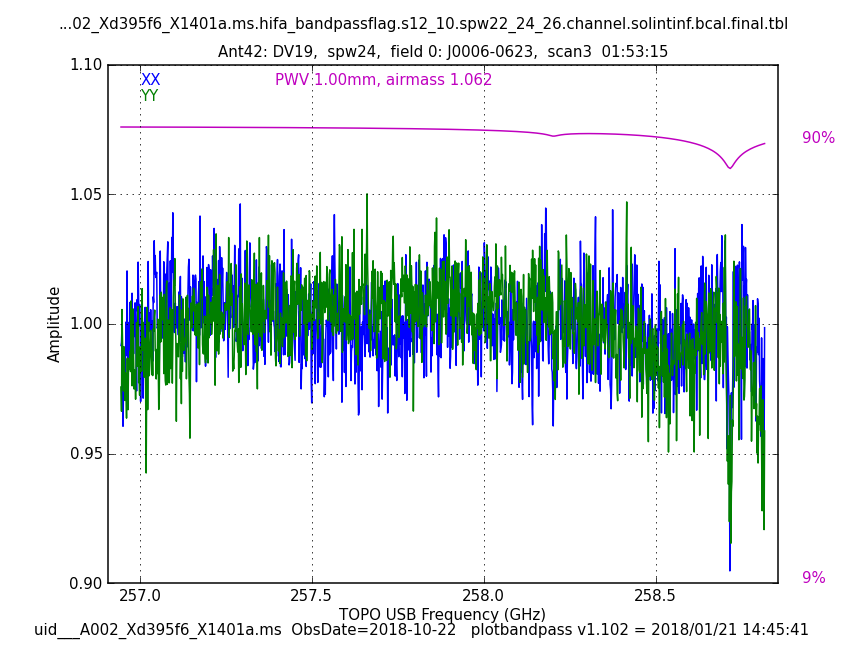 ...02_Xd395f6_X1401a.ms.hifa_bandpassflag.s12_10.spw22_24_26.channel.solintinf.bcal.final.tbl
Ant42: DV19,  spw24,  field 0: J0006-0623,  scan3  01:53:15
1.10
XX
PWV 1.00mm, airmass 1.062
YY
90%
1.05
1.00
Amplitude
0.95
0.90
9%
257.0 257.5 258.0 258.5
TOPO USB Frequency (GHz)
uid___A002_Xd395f6_X1401a.ms  ObsDate=2018-10-22   plotbandpass v1.102 = 2018/01/21 14:45:41